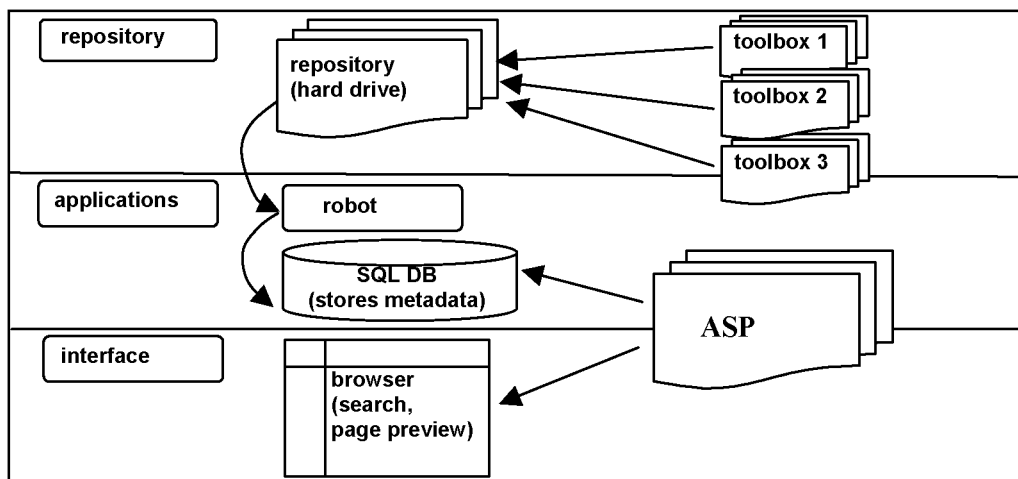 repository
repository
(hard drive)
toolbox 1
toolbox 2
toolbox 3
applications
robot
SQL DB
(stores metadata)
ASP
interface
browser
(search,
page preview)